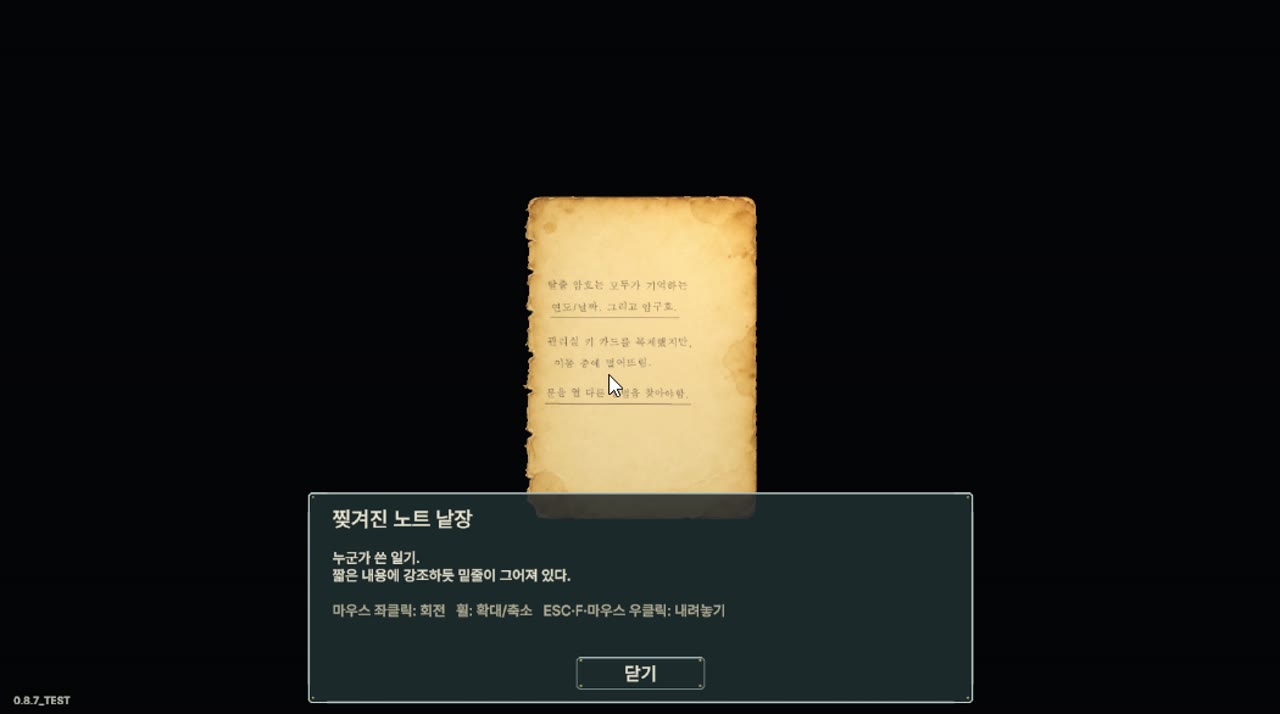 탈출 암호는 모두가 기억하는
연도/날짜. 그리고 암구호.
관리실 키 카드를 복제했지만,
이동 중에 떨어뜨림.
문을 열 다른 찾아야함.
찢겨진 노트 낱장
누군가 쓴 일기.
짧은 내용에 강조하듯 밑줄이 그어져 있다.
마우스 좌클릭: 회전 휠: 확대/축소 ESC·F·마우스 우클릭: 내려놓기
닫기
0.8.7_TEST